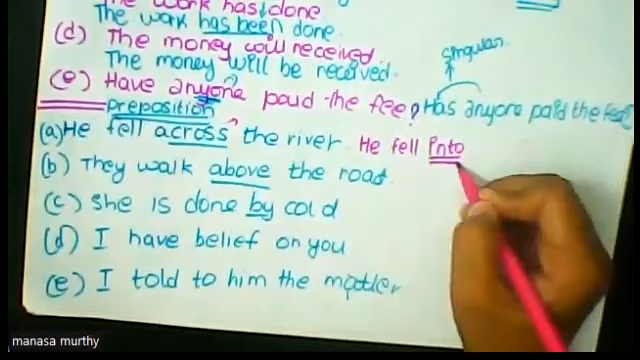 The work has done.
The work has been done.
(d) The money will received.
The money will be received.
singular
(e) Have anyone paid the fee? Has anyone paid the fee?
preposition
(a) He fell across the river. He fell into
(b) They walk above the road.
(c) She is done by cold
(d) I have belief on you
(e) I told to him the matter
manasa murthy